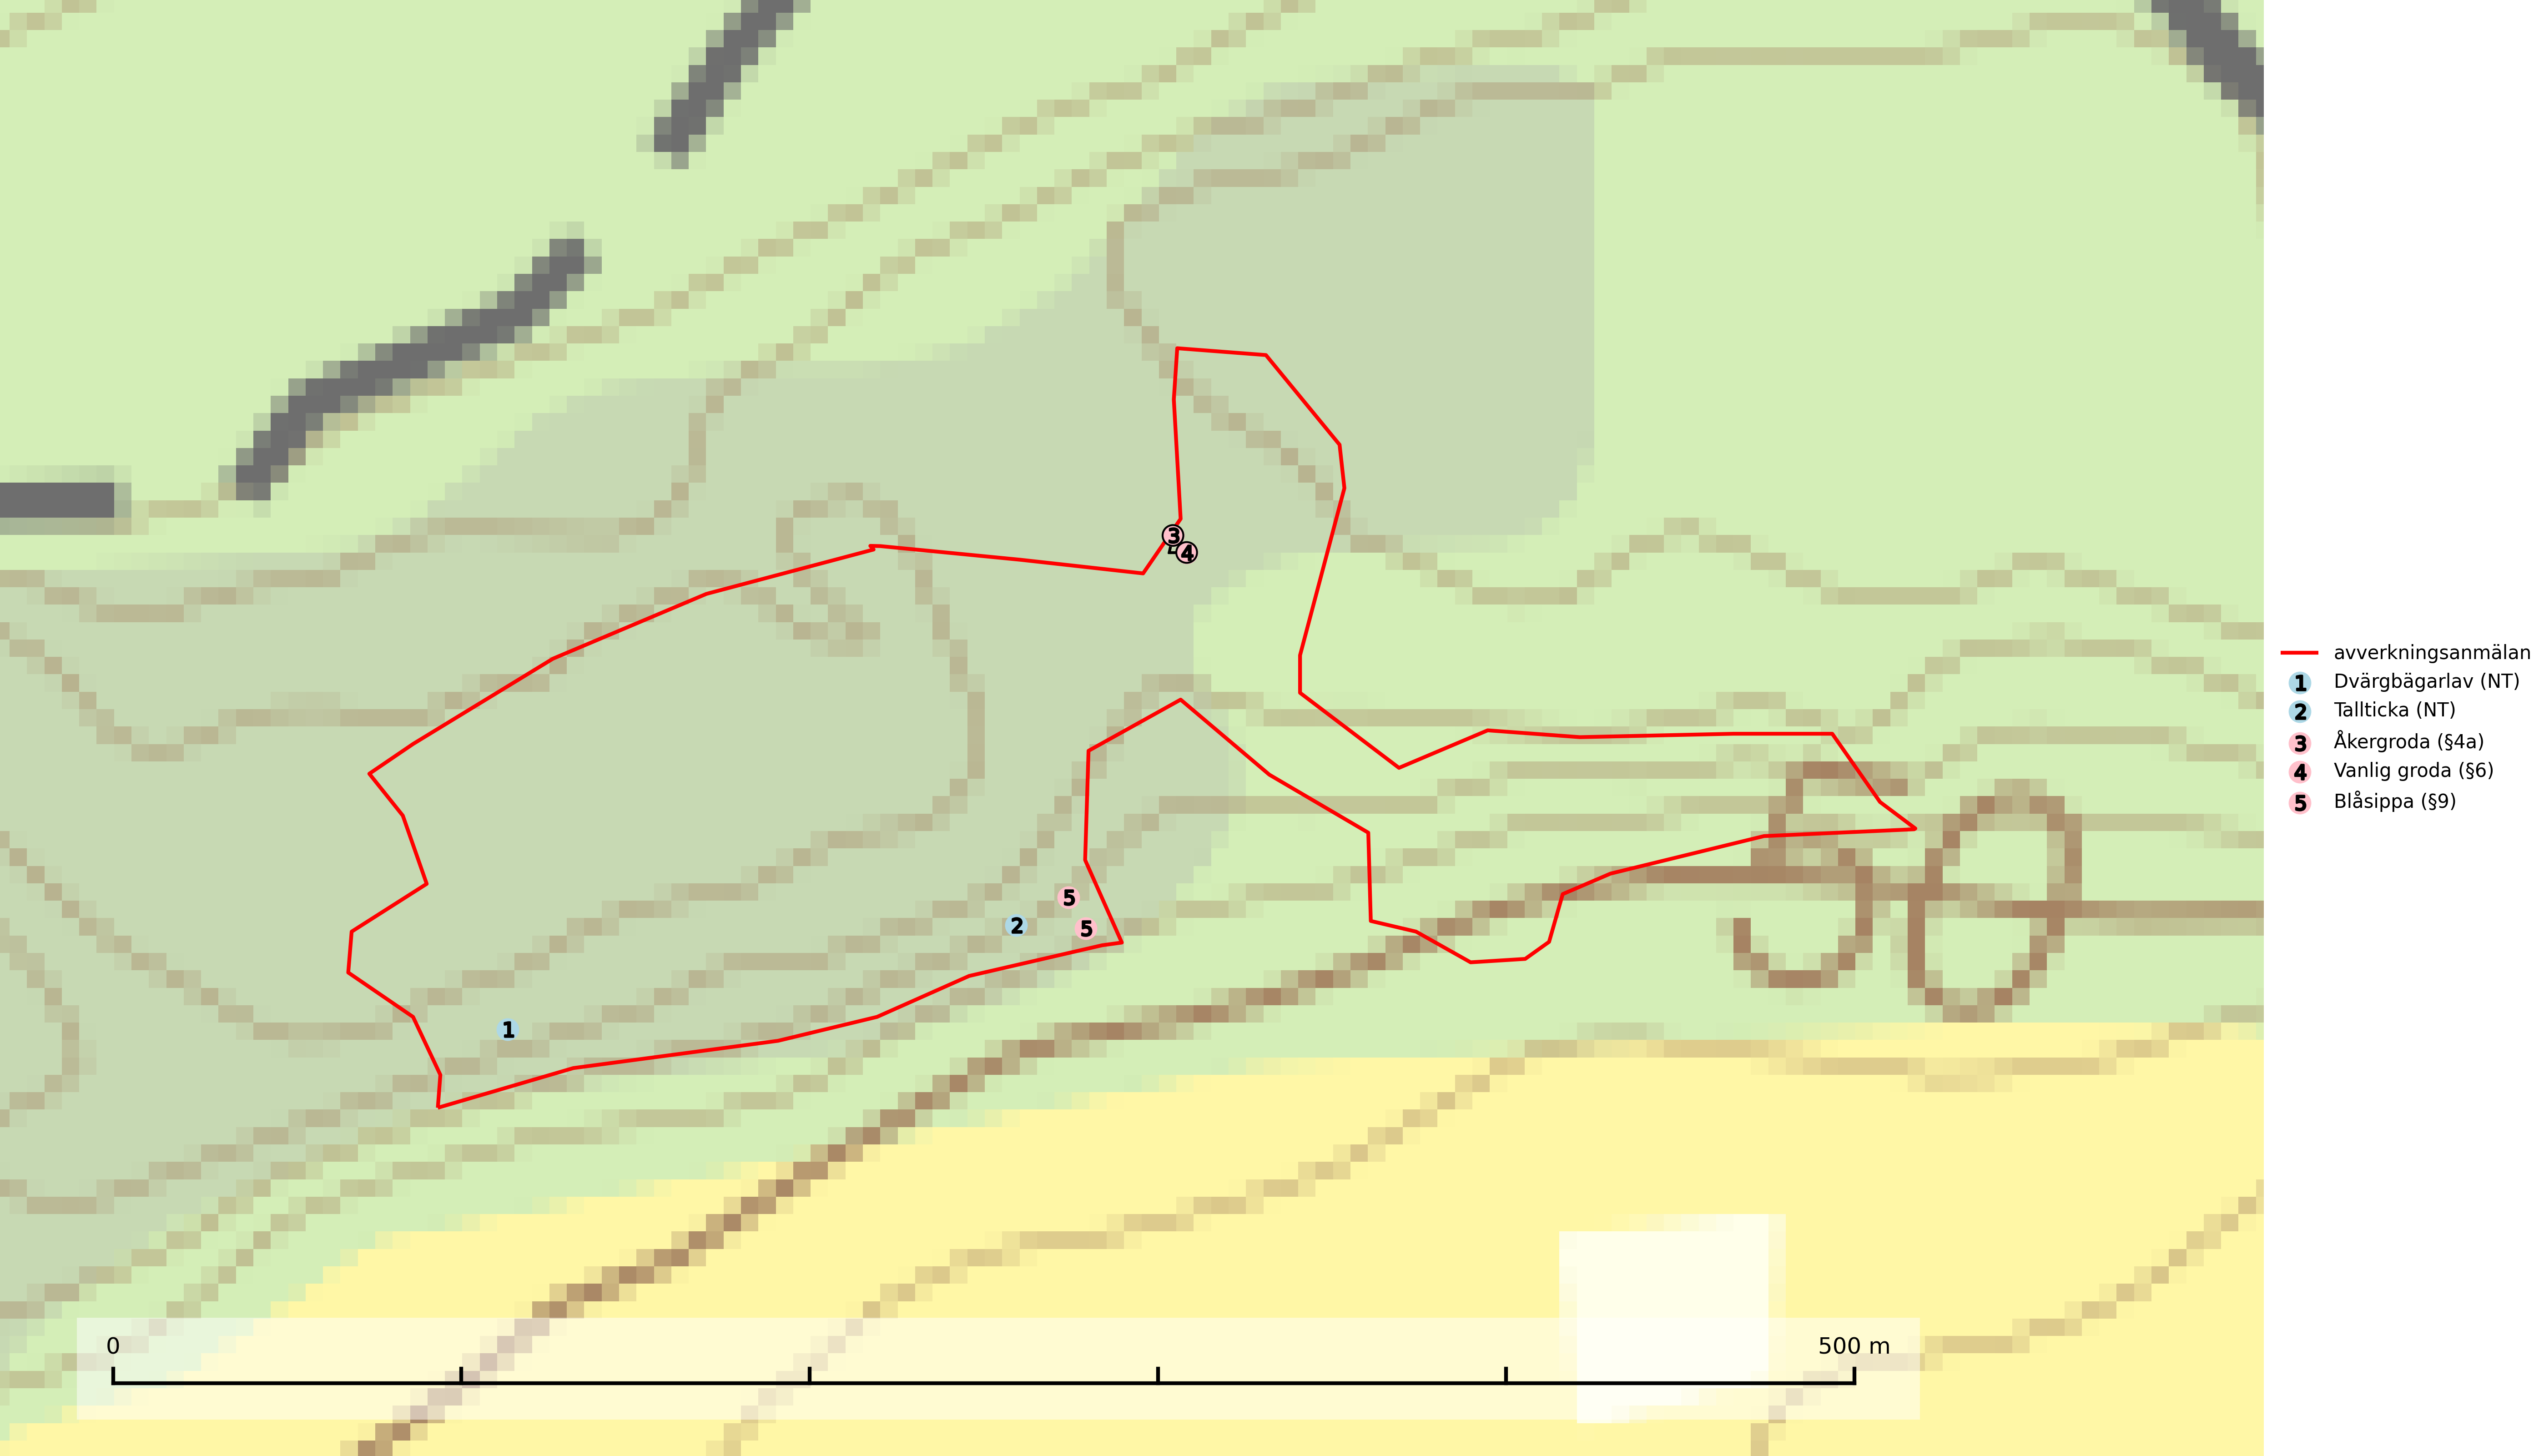 3
4
5
2
5
1
0
500 m
avverkningsanmälan
1 Dvärgbägarlav (NT)
2 Tallticka (NT)
3 Åkergroda (§4a)
4 Vanlig groda (§6)
5 Blåsippa (§9)